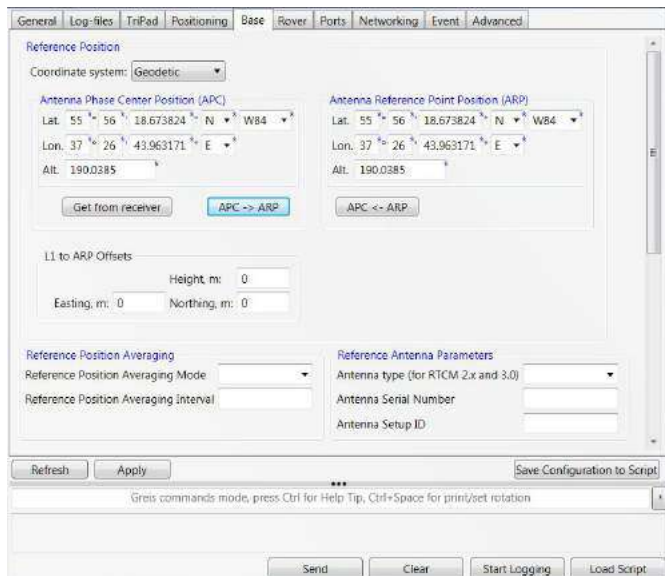 General Log-files TriPad Positioning Base Rover Ports Networking Event Advanced
Reference Position
Coordinate system: Geodetic
Antenna Phase Center Position (APC)
Lat. 55 ° 56 ' 18.673824 " N W84
Lon. 37 ° 26 ' 43.963171 " E
Alt. 190.0385
Get from receiver APC -> ARP
Antenna Reference Point Position (ARP)
Lat. 55 ° 56 ' 18.673824 " N W84
Lon. 37 ° 26 ' 43.963171 " E
Alt. 190.0385
APC <- ARP
L1 to ARP Offsets
Height, m: 0
Easting, m: 0 Northing, m: 0
Reference Position Averaging
Reference Position Averaging Mode
Reference Position Averaging Interval
Reference Antenna Parameters
Antenna type (for RTCM 2.x and 3.0)
Antenna Serial Number
Antenna Setup ID
Refresh Apply Save Configuration to Script
Greis commands mode, press Ctrl for Help Tip, Ctrl+Space for print/set rotation
Send Clear Start Logging Load Script